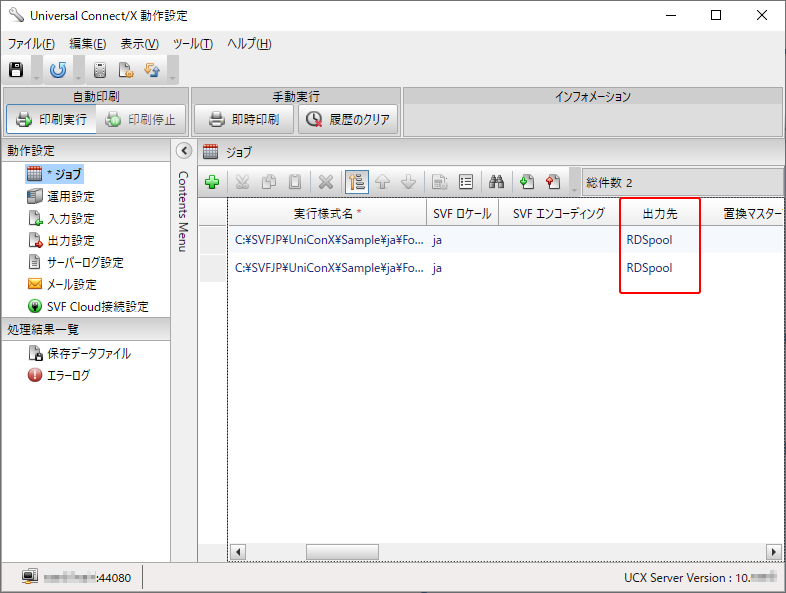 Universal Connect/X 動作設定
ファイル(F) 編集(E) 表示(V) ツール(T) ヘルプ(H)
自動印刷 手動実行 インフォメーション
印刷実行 印刷停止 即時印刷 履歴のクリア
動作設定
* ジョブ
運用設定
入力設定
出力設定
サーバーログ設定
メール設定
SVF Cloud接続設定
処理結果一覧
保存データファイル
エラーログ
Contents Menu
ジョブ
総件数 2
実行様式名 * SVF ロケール SVF エンコーディング 出力先 置換マスター
C:¥SVFJP¥UniConX¥Sample¥ja¥Fo... ja RDSpool
C:¥SVFJP¥UniConX¥Sample¥ja¥Fo... ja RDSpool
:44080 UCX Server Version : 10.